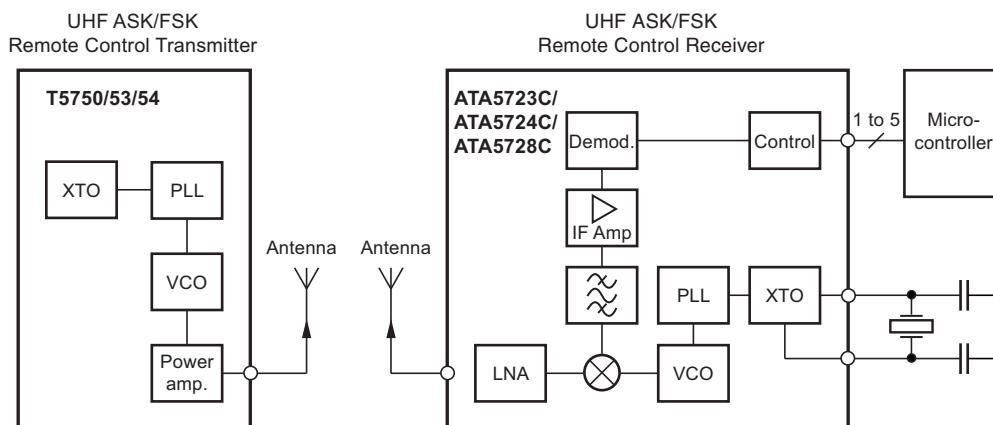 UHF ASK/FSK
Remote Control Transmitter
UHF ASK/FSK
Remote Control Receiver
T5750/53/54
XTO
PLL
VCO
Power
amp.
Antenna
Antenna
ATA5723C/
ATA5724C/
ATA5728C
Demod.
Control
1 to 5
Micro-
controller
IF Amp
PLL
XTO
LNA
VCO